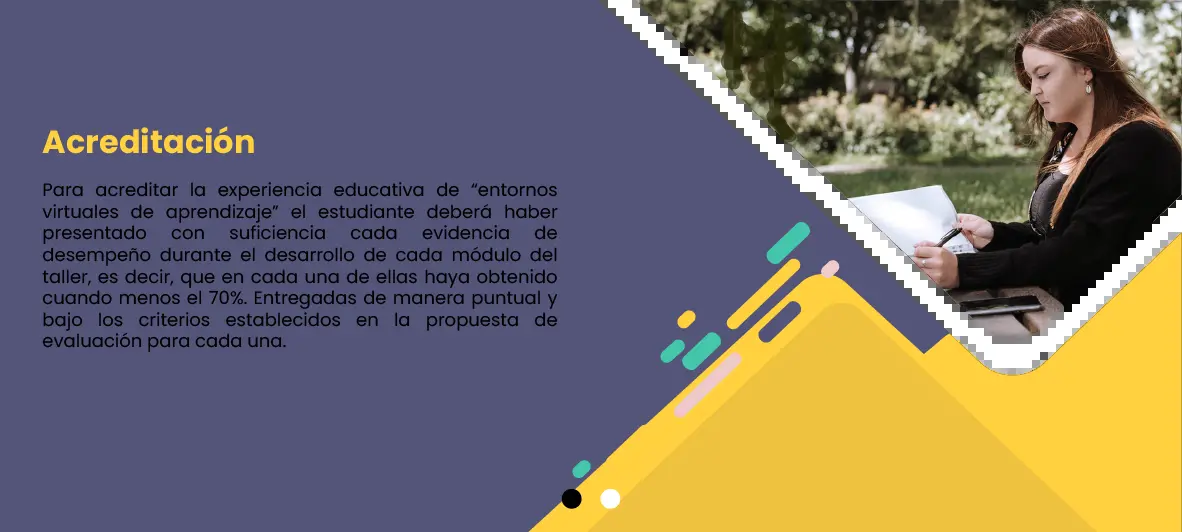 Acreditación
Para acreditar la experiencia educativa de “entornos
virtuales de aprendizaje” el estudiante deberá haber
presentado con suficiencia cada evidencia de
desempeño durante el desarrollo de cada módulo del
taller, es decir, que en cada una de ellas haya obtenido
cuando menos el 70%. Entregadas de manera puntual y
bajo los criterios establecidos en la propuesta de
evaluación para cada una.